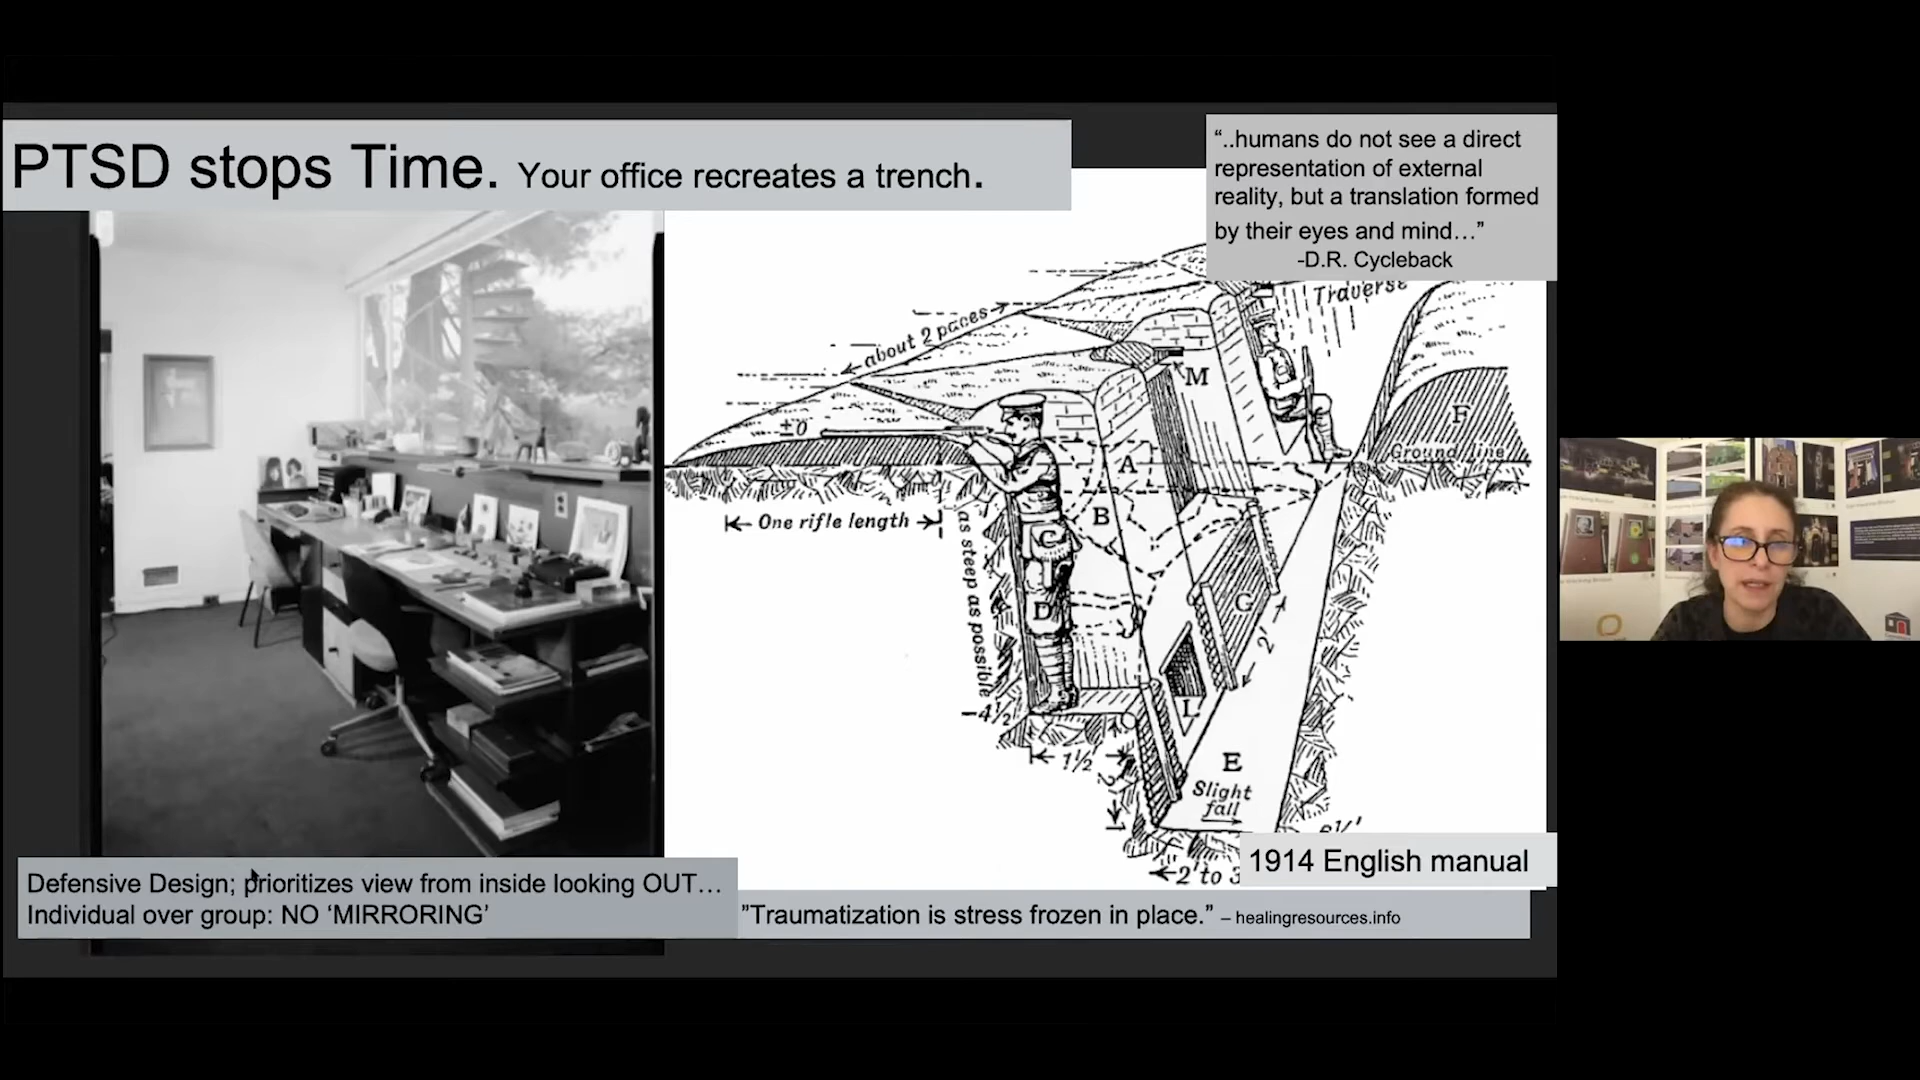 PTSD stops Time. Your office recreates a trench.
“..humans do not see a direct
representation of external
reality, but a translation formed
by their eyes and mind…”
-D.R. Cycleback
Traverse
about 2 paces
M
±0
F
Ground line
A
One rifle length
B
C
as steep as possible
D
G
2'
L
-4½
1½
2
E
Slight
fall
1
2' to 3
1914 English manual
Defensive Design; prioritizes view from inside looking OUT…
Individual over group: NO ‘MIRRORING’
”Traumatization is stress frozen in place.” – healingresources.info